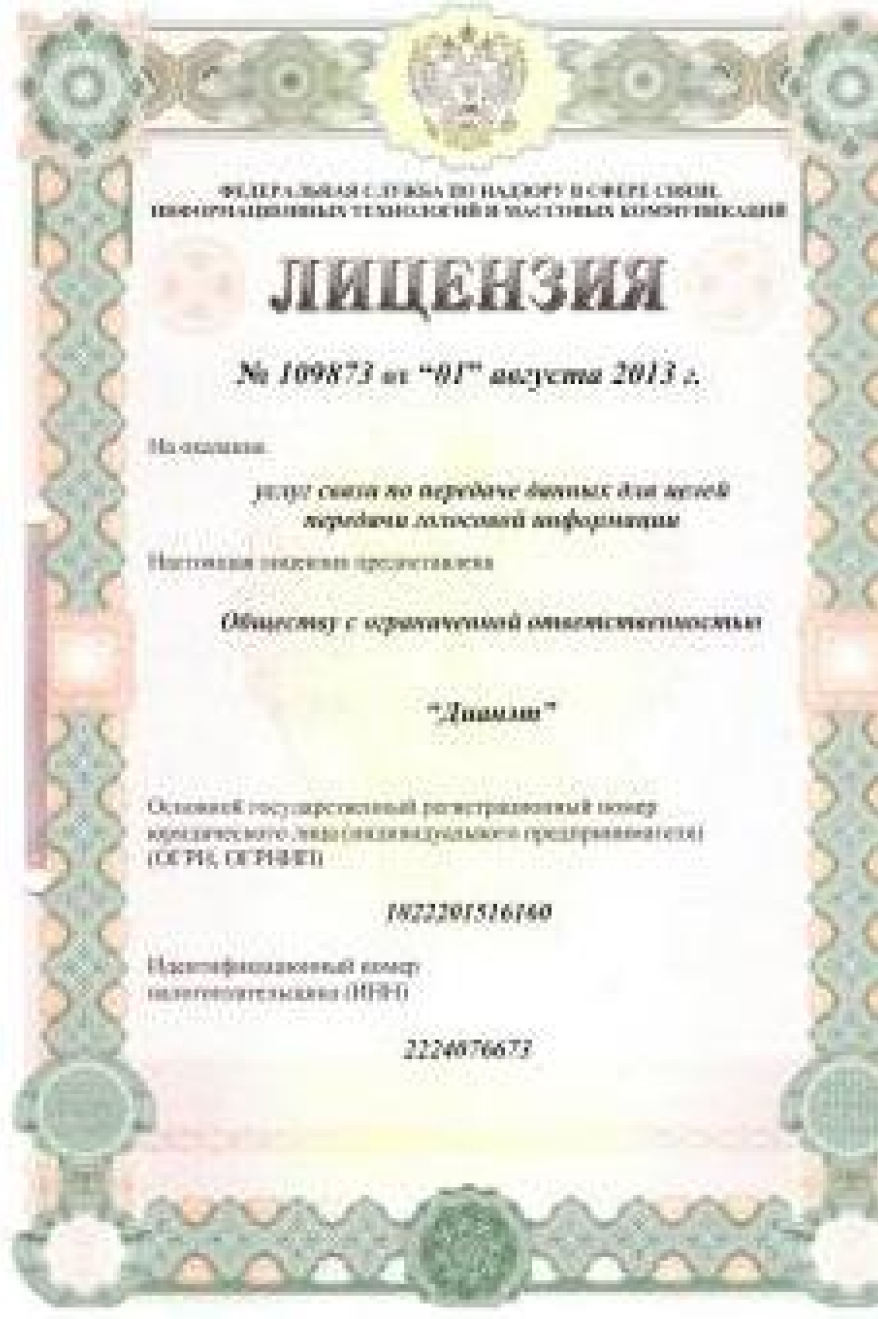 ФЕДЕРАЛЬНАЯ СЛУЖБА ПО НАДЗОРУ В СФЕРЕ СВЯЗИ,
ИНФОРМАЦИОННЫХ ТЕХНОЛОГИЙ И МАССОВЫХ КОММУНИКАЦИЙ
ЛИЦЕНЗИЯ
№ 109873 от “01” августа 2013 г.
На оказание
услуг связи по передаче данных для целей
передачи голосовой информации
Настоящая лицензия предоставлена
Обществу с ограниченной ответственностью
“Дианэт”
Основной государственный регистрационный номер
юридического лица (индивидуального предпринимателя)
(ОГРН, ОГРНИП)
1022201516160
Идентификационный номер
налогоплательщика (ИНН)
2224076673